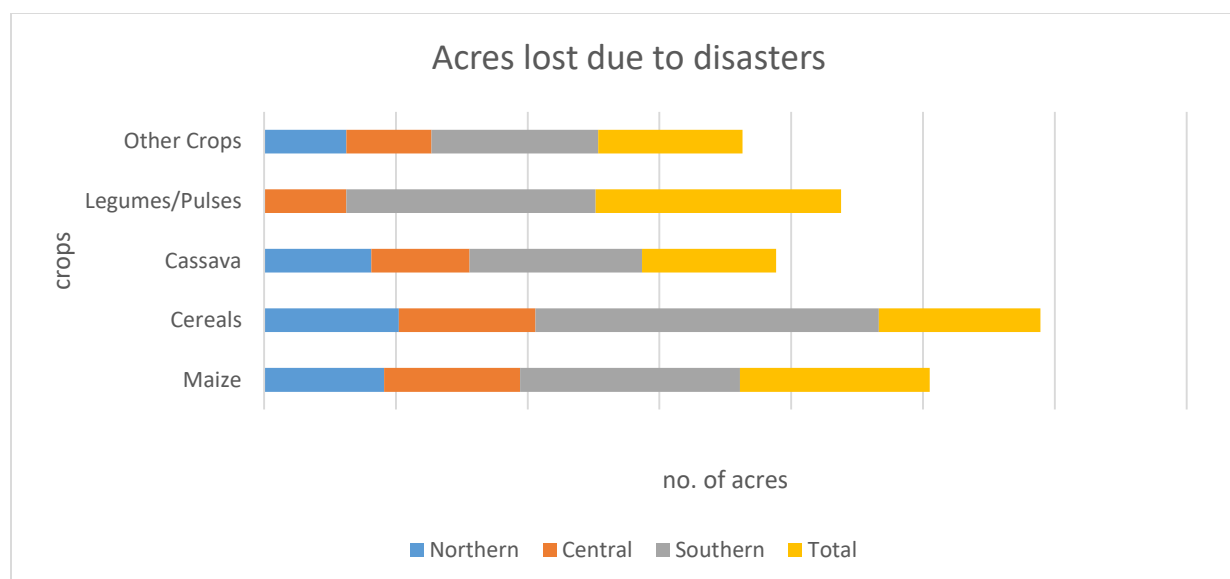 Acres lost due to disasters
Other Crops
Legumes/Pulses
Cassava
Cereals
Maize
crops
no. of acres
Northern Central Southern Total